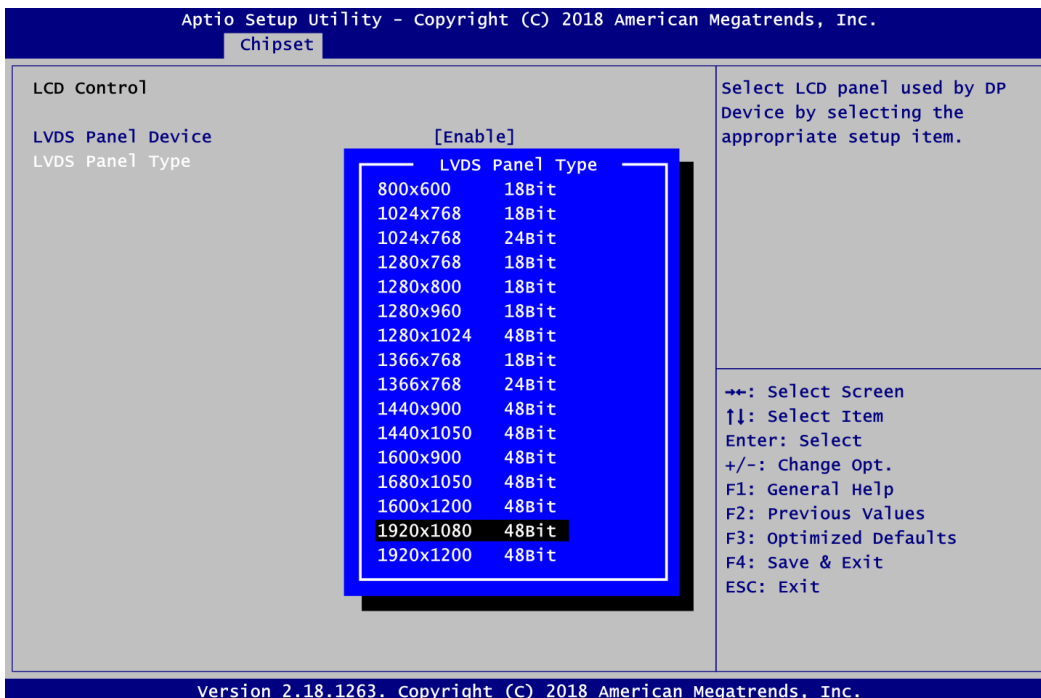 Aptio Setup Utility - Copyright (C) 2018 American Megatrends, Inc.
Chipset
LCD Control
LVDS Panel Device [Enable]
LVDS Panel Type
LVDS Panel Type
800x600 18Bit
1024x768 18Bit
1024x768 24Bit
1280x768 18Bit
1280x800 18Bit
1280x960 18Bit
1280x1024 48Bit
1366x768 18Bit
1366x768 24Bit
1440x900 48Bit
1440x1050 48Bit
1600x900 48Bit
1680x1050 48Bit
1600x1200 48Bit
1920x1080 48Bit
1920x1200 48Bit
Select LCD panel used by DP
Device by selecting the
appropriate setup item.
→←: Select Screen
↑↓: Select Item
Enter: Select
+/-: Change Opt.
F1: General Help
F2: Previous Values
F3: Optimized Defaults
F4: Save & Exit
ESC: Exit
Version 2.18.1263. Copyright (C) 2018 American Megatrends, Inc.